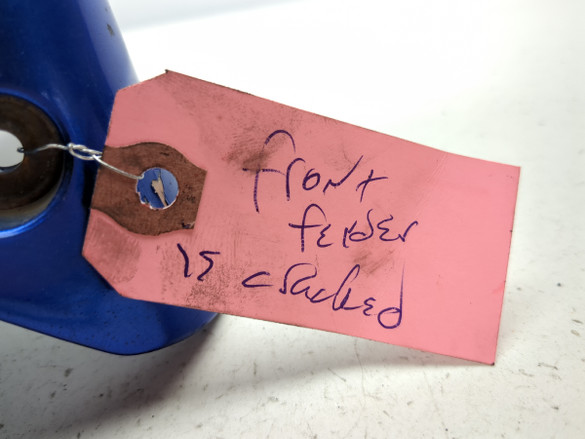 front
fender
is cracked